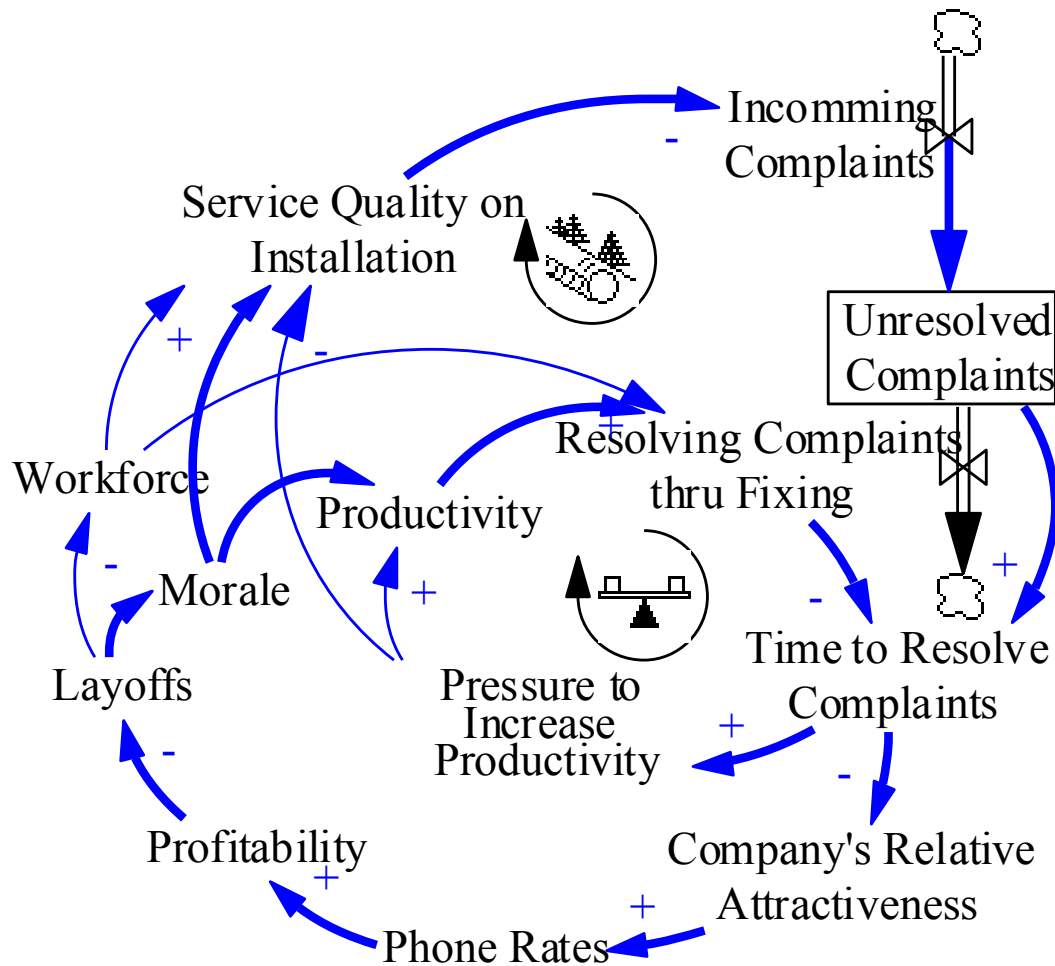 Incomming
Complaints
-
Service Quality on
Installation
Unresolved
Complaints
+
-
+
Resolving Complaints
thru Fixing
Workforce
Productivity
-
Morale
+
-
+
Time to Resolve
Complaints
Layoffs
Pressure to
Increase
Productivity
+
-
-
Profitability
+
Company's Relative
Attractiveness
+
Phone Rates